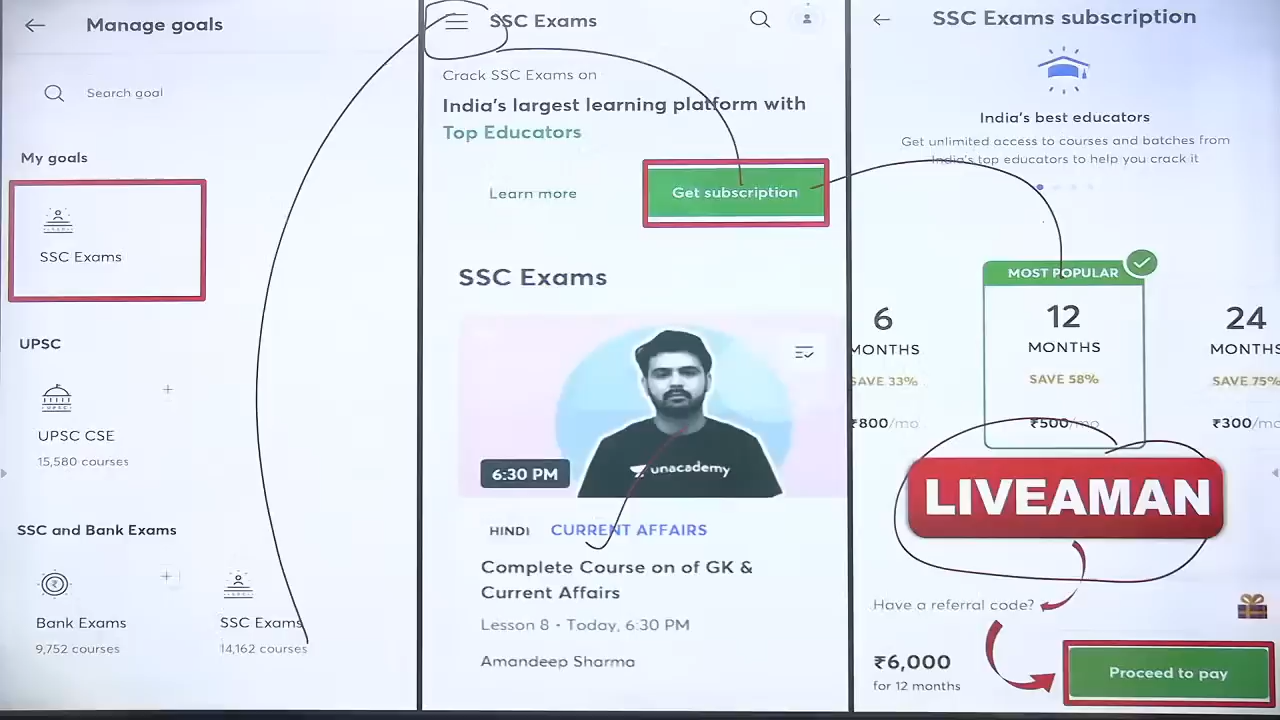 Manage goals
Search goal
My goals
SSC Exams
UPSC
UPSC CSE
15,580 courses
SSC and Bank Exams
Bank Exams
9,752 courses
SSC Exams
14,162 courses
SSC Exams
Crack SSC Exams on
India's largest learning platform with
Top Educators
Learn more
Get subscription
SSC Exams
unacademy
6:30 PM
HINDI CURRENT AFFAIRS
Complete Course on of GK &
Current Affairs
Lesson 8 • Today, 6:30 PM
Amandeep Sharma
SSC Exams subscription
India's best educators
Get unlimited access to courses and batches from
India's top educators to help you crack it
MOST POPULAR
6
MONTHS
SAVE 33%
₹800/mo
12
MONTHS
SAVE 58%
₹500/mo
24
MONTHS
SAVE 75%
₹300/mo
LIVEAMAN
Have a referral code?
₹6,000
for 12 months
Proceed to pay